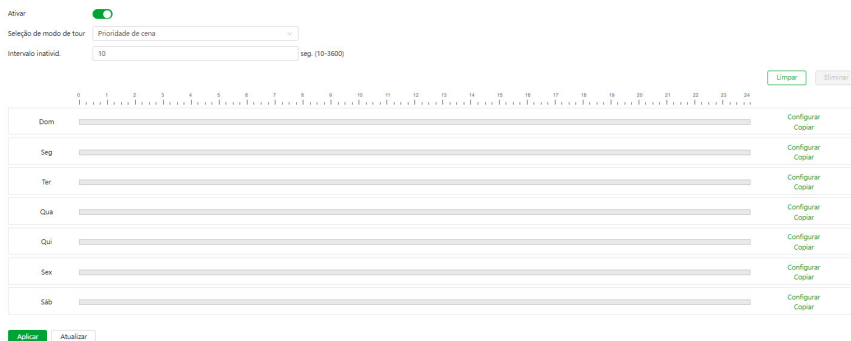 Ativar
Seleção de modo de tour Prioridade de cena
Intervalo inativid. 10 seg. (10-3600)
Limpar Eliminar
0 1 2 3 4 5 6 7 8 9 10 11 12 13 14 15 16 17 18 19 20 21 22 23 24
Dom Configurar
Copiar
Seg Configurar
Copiar
Ter Configurar
Copiar
Qua Configurar
Copiar
Qui Configurar
Copiar
Sex Configurar
Copiar
Sáb Configurar
Copiar
Aplicar Atualizar